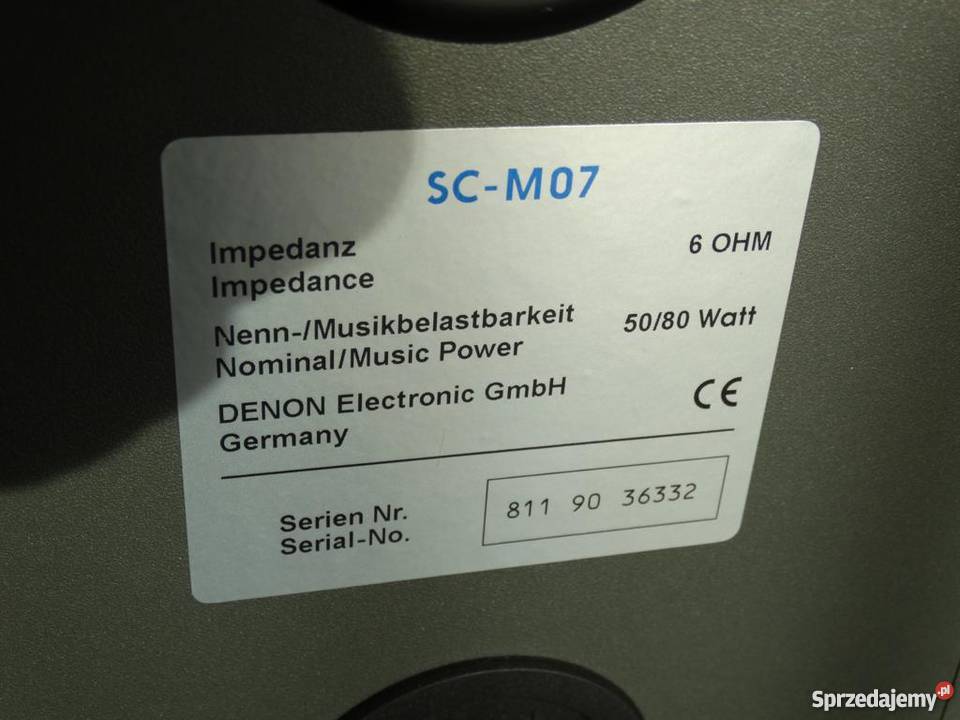 SC-M07
Impedanz
Impedance
6 OHM
Nenn-/Musikbelastbarkeit
Nominal/Music Power
50/80 Watt
DENON Electronic GmbH
Germany
CE
Serien Nr.
Serial-No.
811 90 36332
Sprzedajemy.pl